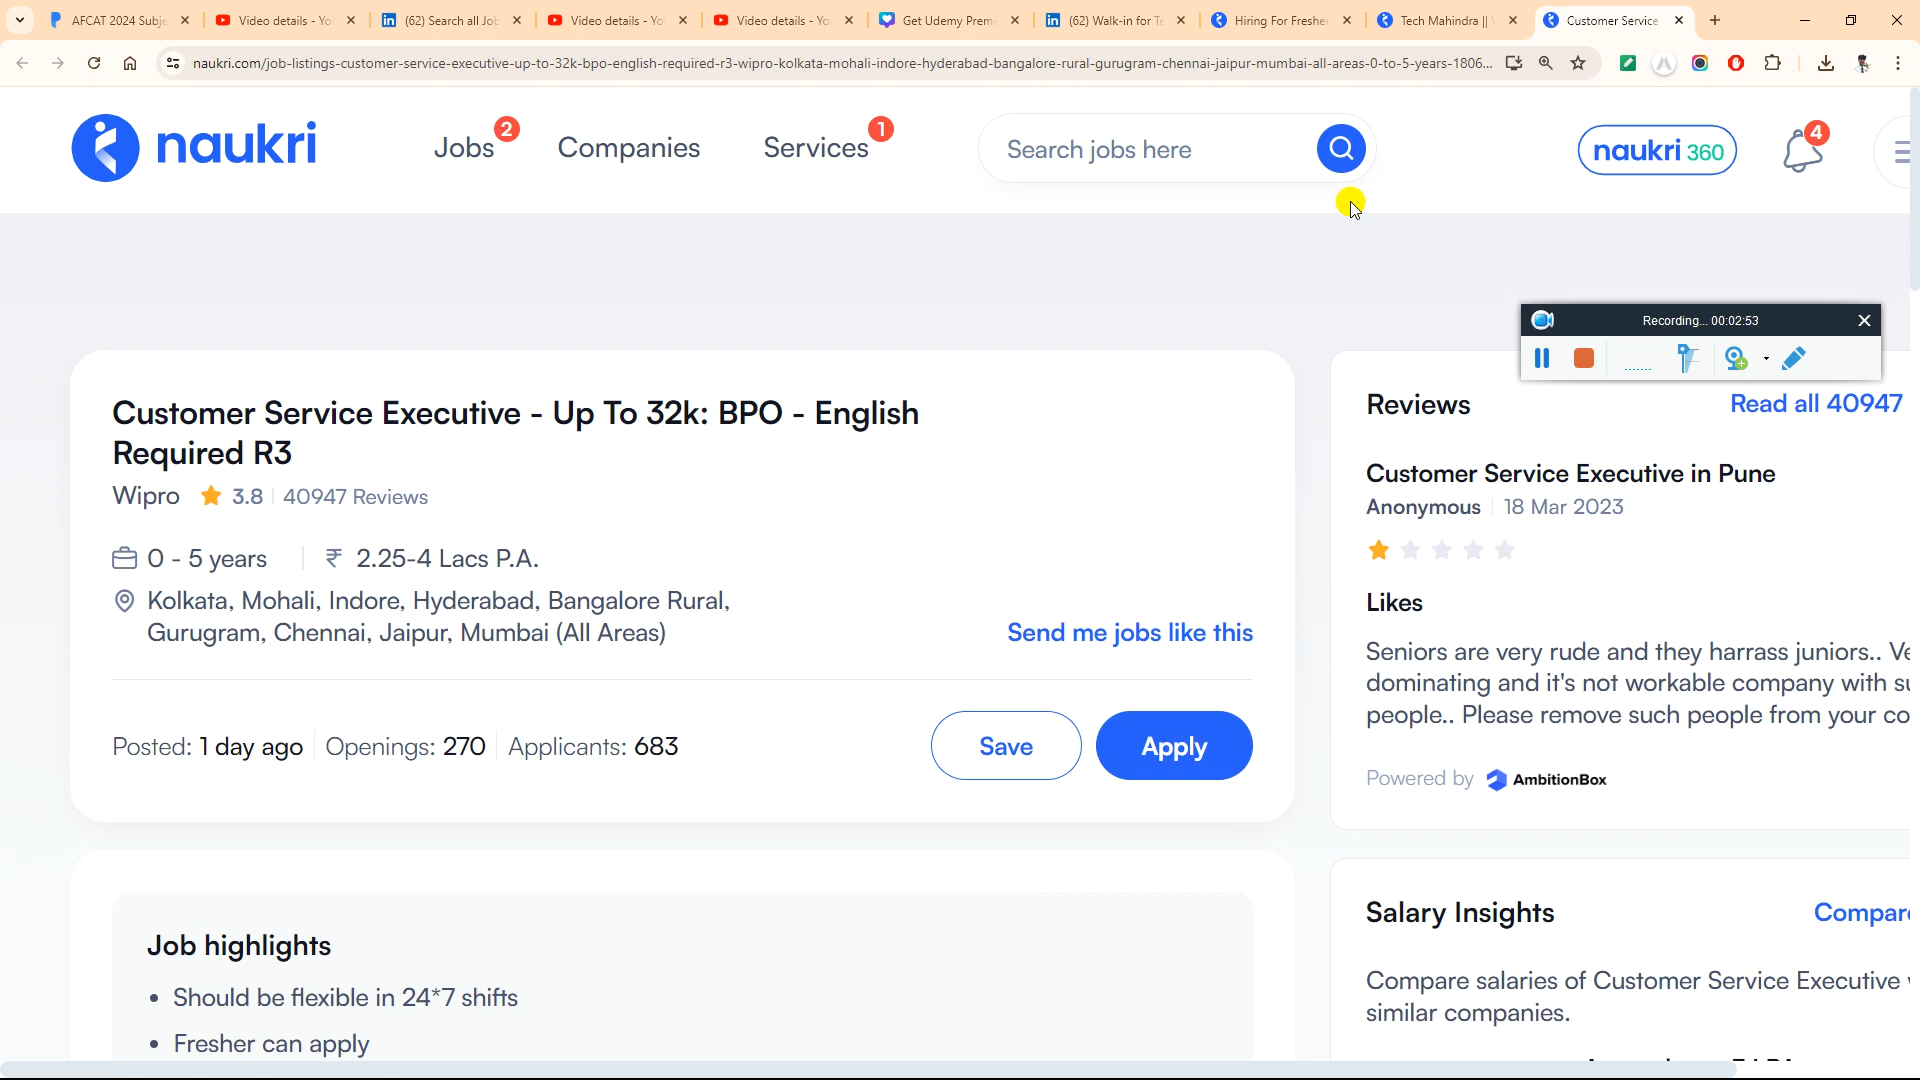 AFCAT 2024 Subje
Video details - Yo
(62) Search all Job
Video details - Yo
Video details - Yo
Get Udemy Premi
(62) Walk-in for Te
Hiring For Fresher
Tech Mahindra ||
Customer Service
naukri.com/job-listings-customer-service-executive-up-to-32k-bpo-english-required-r3-wipro-kolkata-mohali-indore-hyderabad-bangalore-rural-gurugram-chennai-jaipur-mumbai-all-areas-0-to-5-years-1806...
naukri
Jobs 2
Companies
Services 1
Search jobs here
naukri 360
4
Recording... 00:02:53
Customer Service Executive - Up To 32k: BPO - English
Required R3
Wipro 3.8 40947 Reviews
0 - 5 years ₹ 2.25-4 Lacs P.A.
Kolkata, Mohali, Indore, Hyderabad, Bangalore Rural,
Gurugram, Chennai, Jaipur, Mumbai (All Areas)
Send me jobs like this
Posted: 1 day ago Openings: 270 Applicants: 683
Save
Apply
Job highlights
• Should be flexible in 24*7 shifts
• Fresher can apply
Reviews
Read all 40947
Customer Service Executive in Pune
Anonymous 18 Mar 2023
Likes
Seniors are very rude and they harrass juniors.. Ve
dominating and it's not workable company with su
people.. Please remove such people from your co
Powered by AmbitionBox
Salary Insights
Compare
Compare salaries of Customer Service Executive
similar companies.